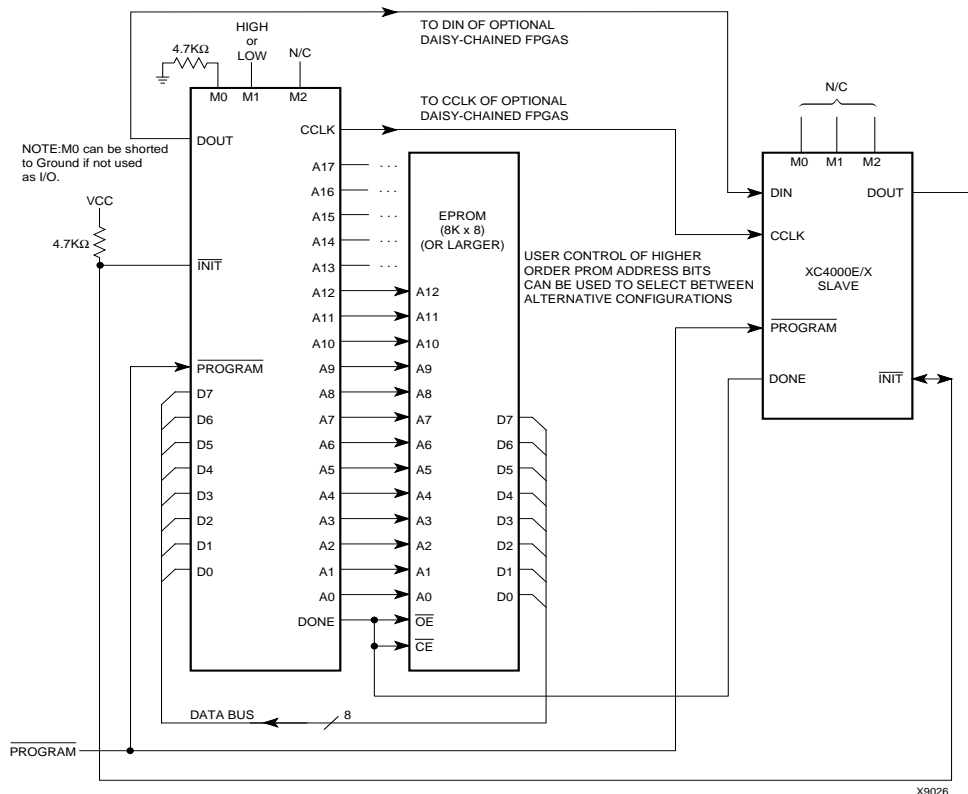 TO DIN OF OPTIONAL
DAISY-CHAINED FPGAS
HIGH
or
LOW
4.7KΩ
N/C
M0
M1
M2
TO CCLK OF OPTIONAL
DAISY-CHAINED FPGAS
N/C
NOTE:M0 can be shorted
to Ground if not used
as I/O.
VCC
4.7KΩ
DOUT
INIT
PROGRAM
D7
D6
D5
D4
D3
D2
D1
D0
CCLK
A17 ...
A16 ...
A15 ...
A14 ...
A13 ...
A12
A11
A10
A9
A8
A7
A6
A5
A4
A3
A2
A1
A0
DONE
EPROM
(8K x 8)
(OR LARGER)
A12
A11
A10
A9
A8
A7
A6
A5
A4
A3
A2
A1
A0
OE
CE
D7
D6
D5
D4
D3
D2
D1
D0
USER CONTROL OF HIGHER
ORDER PROM ADDRESS BITS
CAN BE USED TO SELECT BETWEEN
ALTERNATIVE CONFIGURATIONS
M0
M1
M2
DIN
DOUT
CCLK
XC4000E/X
SLAVE
PROGRAM
DONE
INIT
DATA BUS
8
PROGRAM
X9026